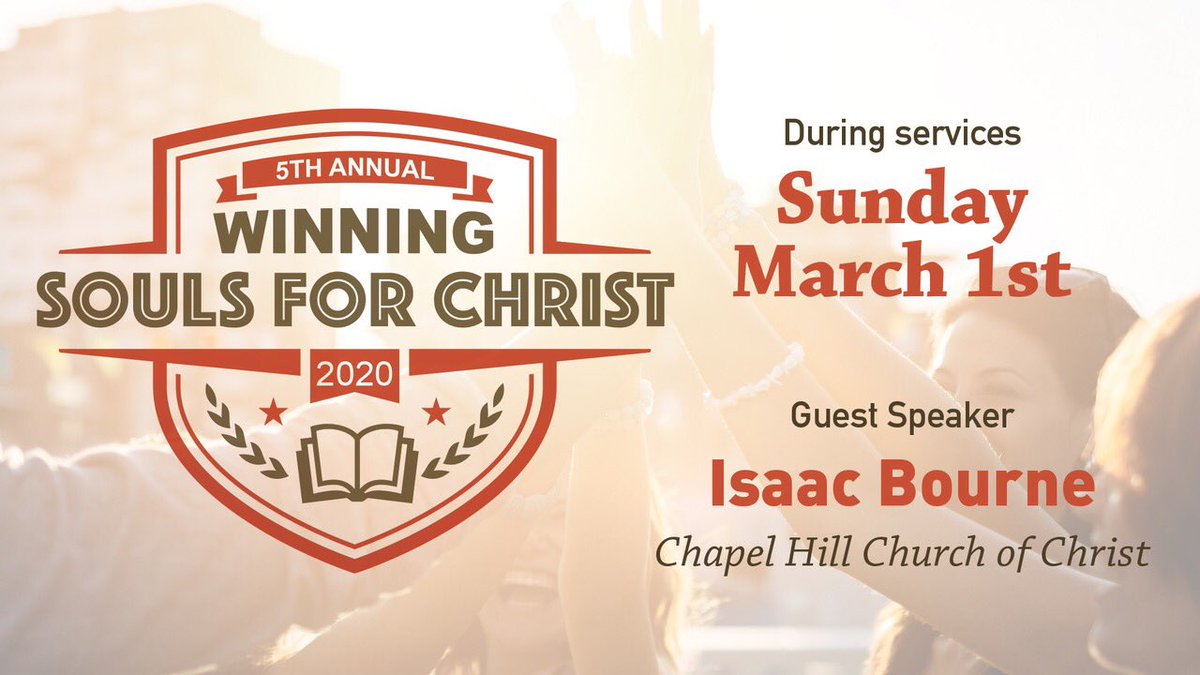 5TH ANNUAL
WINNING
SOULS FOR CHRIST
2020
During services
Sunday
March 1st
Guest Speaker
Isaac Bourne
Chapel Hill Church of Christ